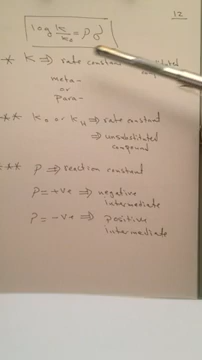 12
log K/K₀ = ρσ
* K ⇒ rate constant
meta-
or
para-
** K₀ or K_H ⇒ rate constant
⇒ unsubstituted
compound
*** ρ ⇒ reaction constant
ρ = +ve ⇒ negative
intermediate
ρ = -ve ⇒ positive
intermediate